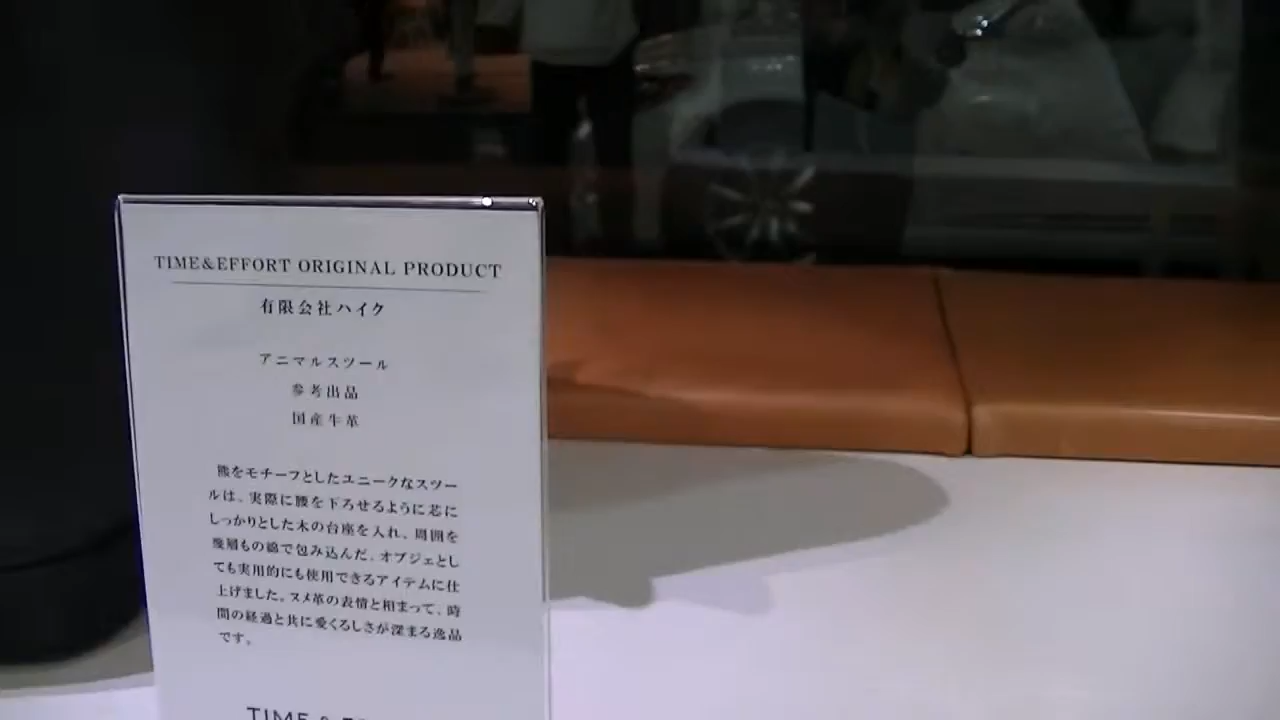 TIME&EFFORT ORIGINAL PRODUCT
有限会社ハイク
アニマルスツール
参考出品
国産牛革
熊をモチーフとしたユニークなスツー
ルは、実際に腰を下ろせるように芯に
しっかりとした木の台座を入れ、周囲を
幾層もの綿で包み込んだ、オブジェとし
ても実用的にも使用できるアイテムに仕
上げました。ヌメ革の表情と相まって、時
間の経過と共に愛くるしさが深まる逸品
です。
TIME &